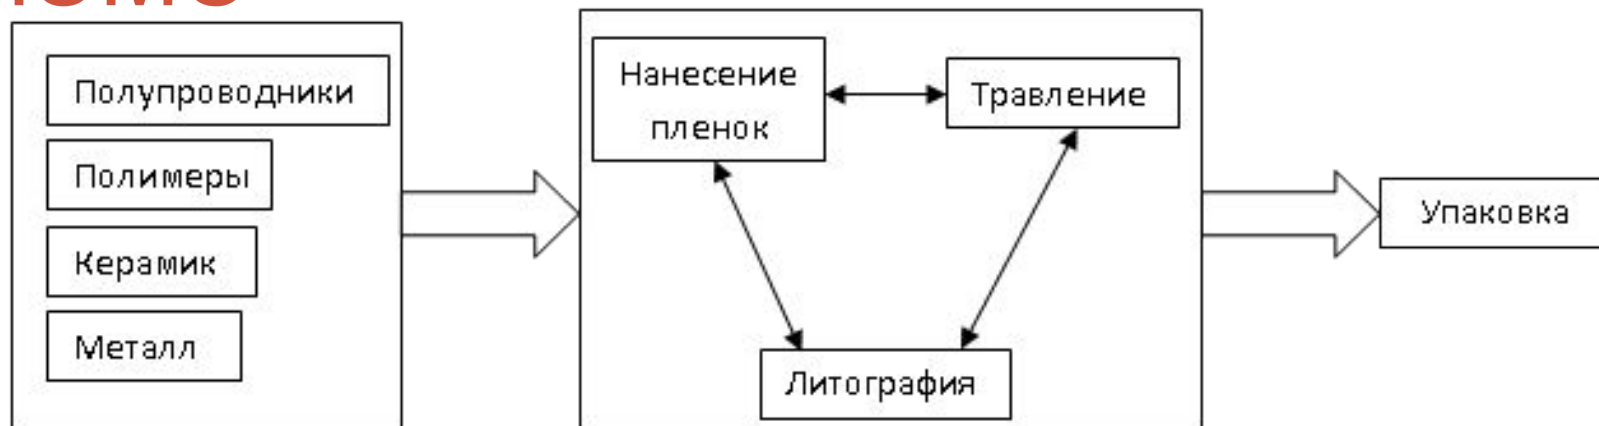 Полупроводники
Полимеры
Керамик
Металл
Нанесение
пленок
Травление
Литография
Упаковка